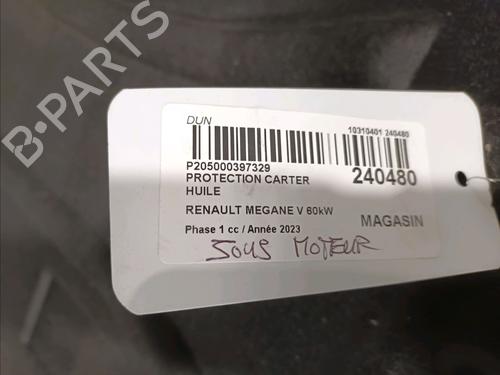 B-PARTS
DUN
10310401 240480
P205000397329
PROTECTION CARTER
HUILE
240480
RENAULT MEGANE V 60kW
MAGASIN
Phase 1 cc / Année 2023
SOUS MOTEUR